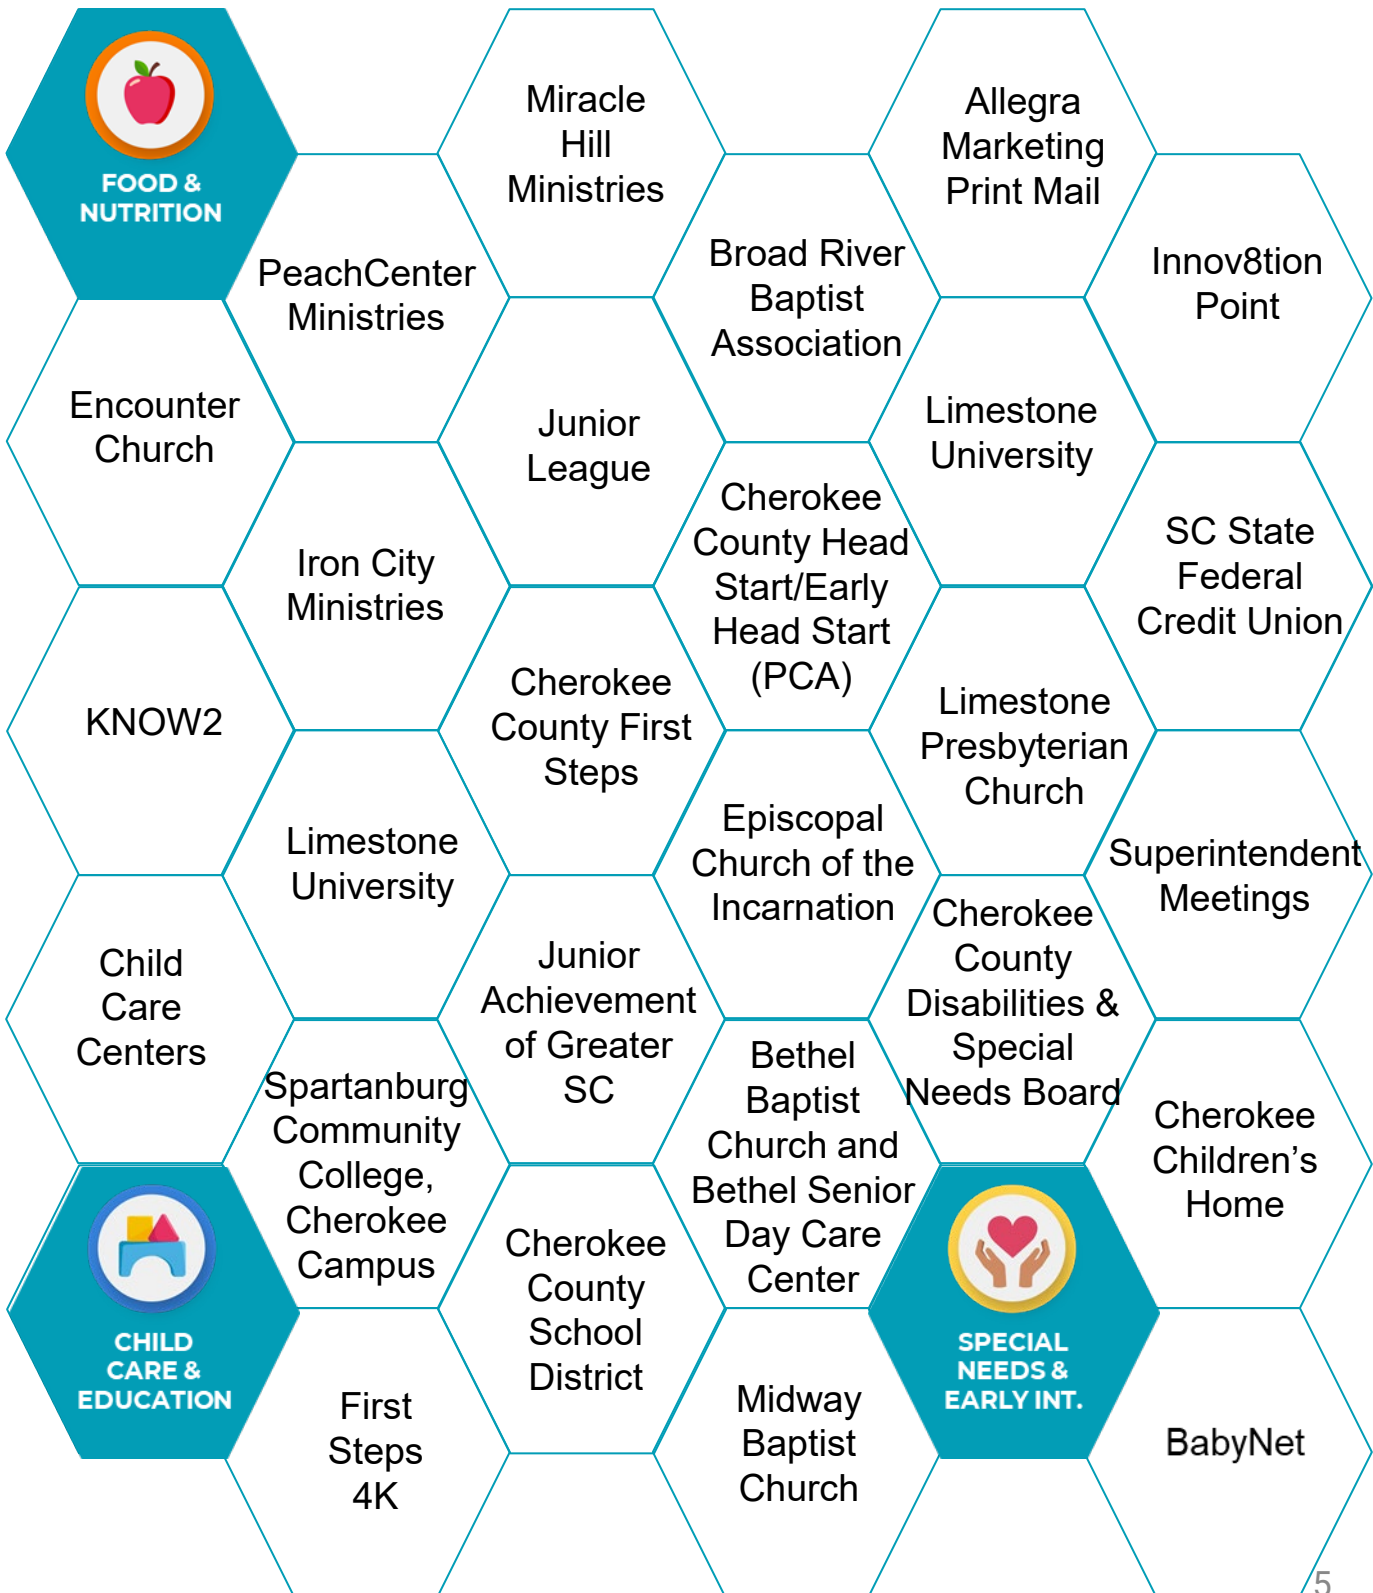 FOOD &
NUTRITION
Encounter
Church
KNOW2
Child
Care
Centers
CHILD
CARE &
EDUCATION
PeachCenter
Ministries
Iron City
Ministries
Limestone
University
Spartanburg
Community
College,
Cherokee
Campus
First
Steps
4K
Miracle
Hill
Ministries
Junior
League
Cherokee
County First
Steps
Junior
Achievement
of Greater
SC
Cherokee
County
School
District
Broad River
Baptist
Association
Cherokee
County Head
Start/Early
Head Start
(PCA)
Episcopal
Church of the
Incarnation
Bethel
Baptist
Church and
Bethel Senior
Day Care
Center
Midway
Baptist
Church
Allegra
Marketing
Print Mail
Limestone
University
Limestone
Presbyterian
Church
Cherokee
County
Disabilities &
Special
Needs Board
SPECIAL
NEEDS &
EARLY INT.
Innov8tion
Point
SC State
Federal
Credit Union
Superintendent
Meetings
Cherokee
Children’s
Home
BabyNet
5